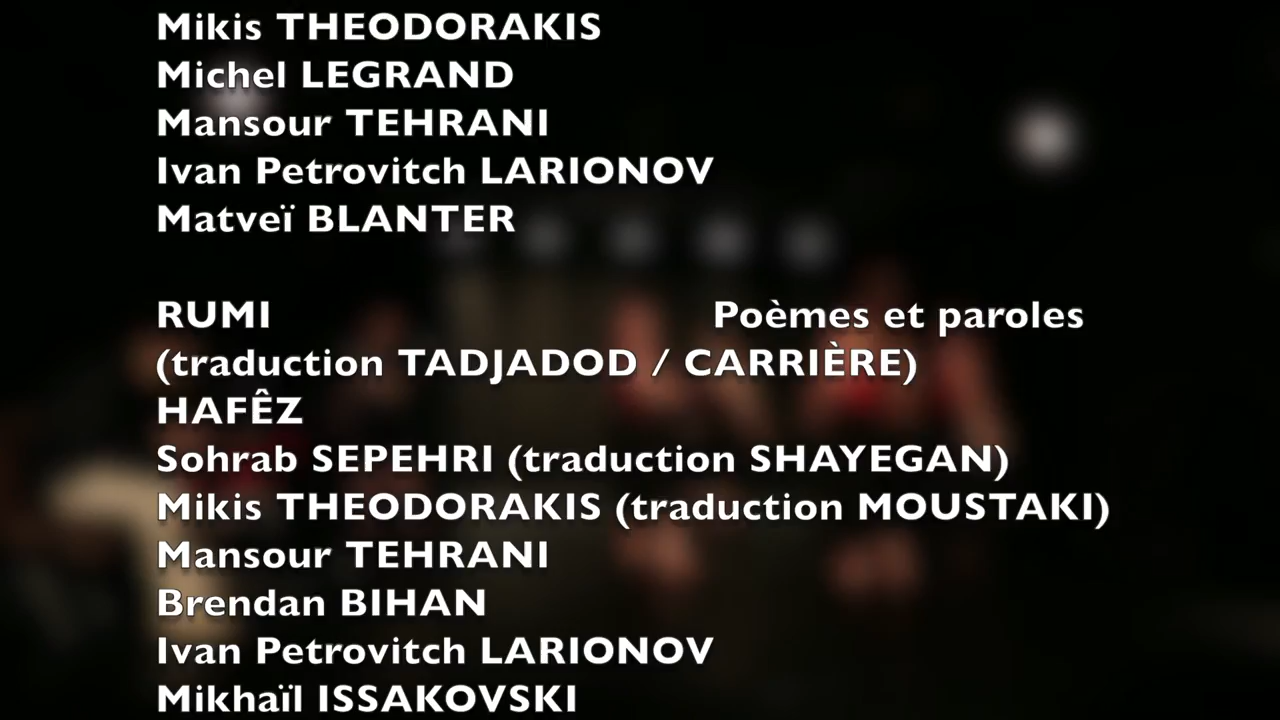 Mikis THEODORAKIS
Michel LEGRAND
Mansour TEHRANI
Ivan Petrovitch LARIONOV
Matveï BLANTER
RUMI Poèmes et paroles
(traduction TADJADOD / CARRIÈRE)
HAFÊZ
Sohrab SEPEHRI (traduction SHAYEGAN)
Mikis THEODORAKIS (traduction MOUSTAKI)
Mansour TEHRANI
Brendan BIHAN
Ivan Petrovitch LARIONOV
Mikhaïl ISSAKOVSKI